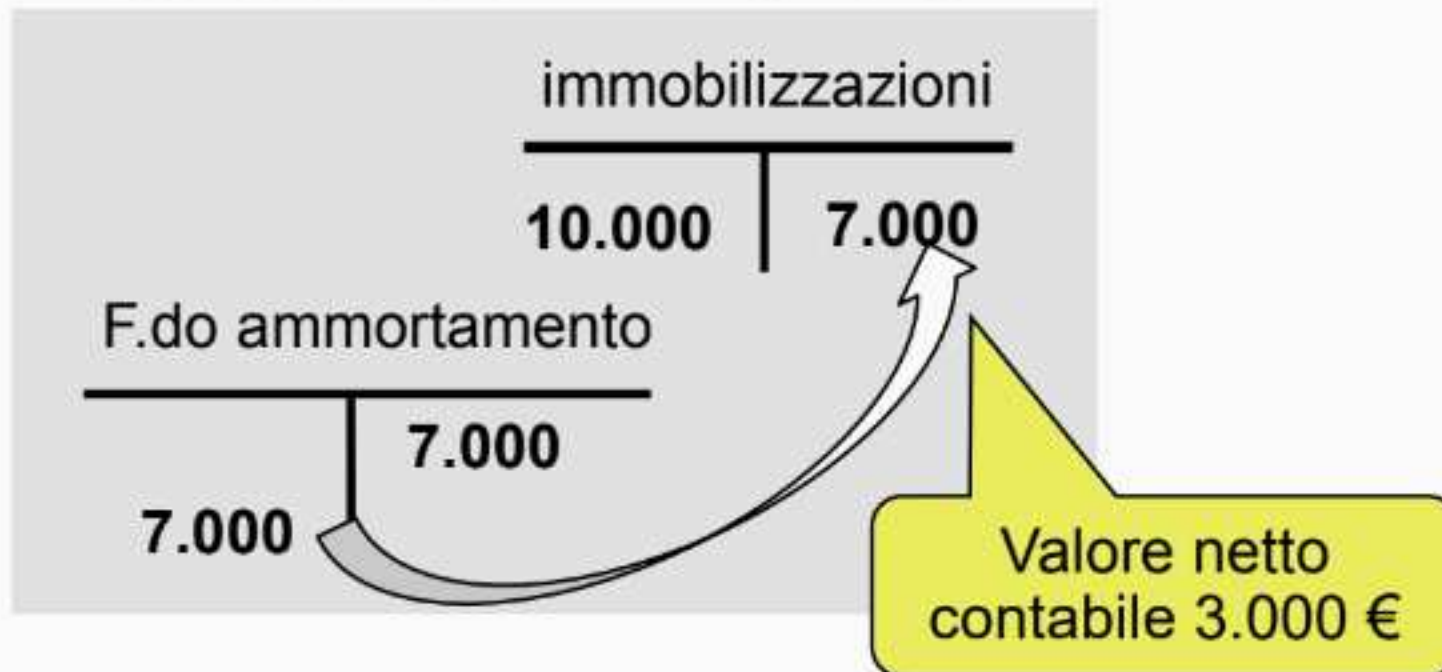 immobilizzazioni
10.000 7.000
F.do ammortamento
7.000
7.000
Valore netto
contabile 3.000 €